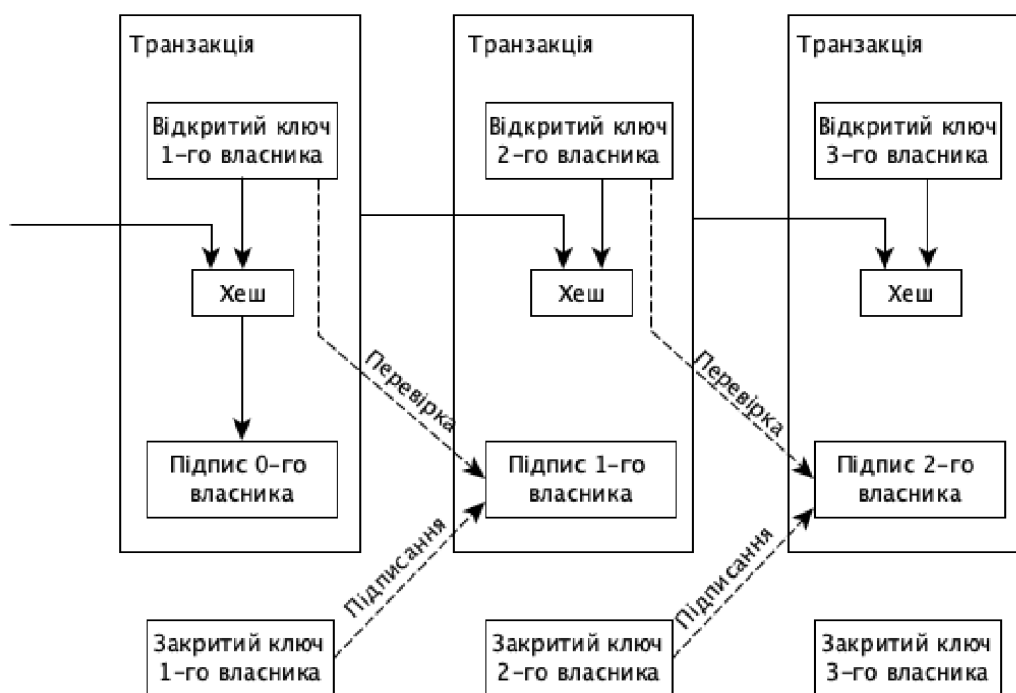 Транзакція
Транзакція
Транзакція
Відкритий ключ
1-го власника
Відкритий ключ
2-го власника
Відкритий ключ
3-го власника
Хеш
Хеш
Хеш
Перевірка
Перевірка
Підпис 0-го
власника
Підпис 1-го
власника
Підпис 2-го
власника
Підписання
Підписання
Закритий ключ
1-го власника
Закритий ключ
2-го власника
Закритий ключ
3-го власника